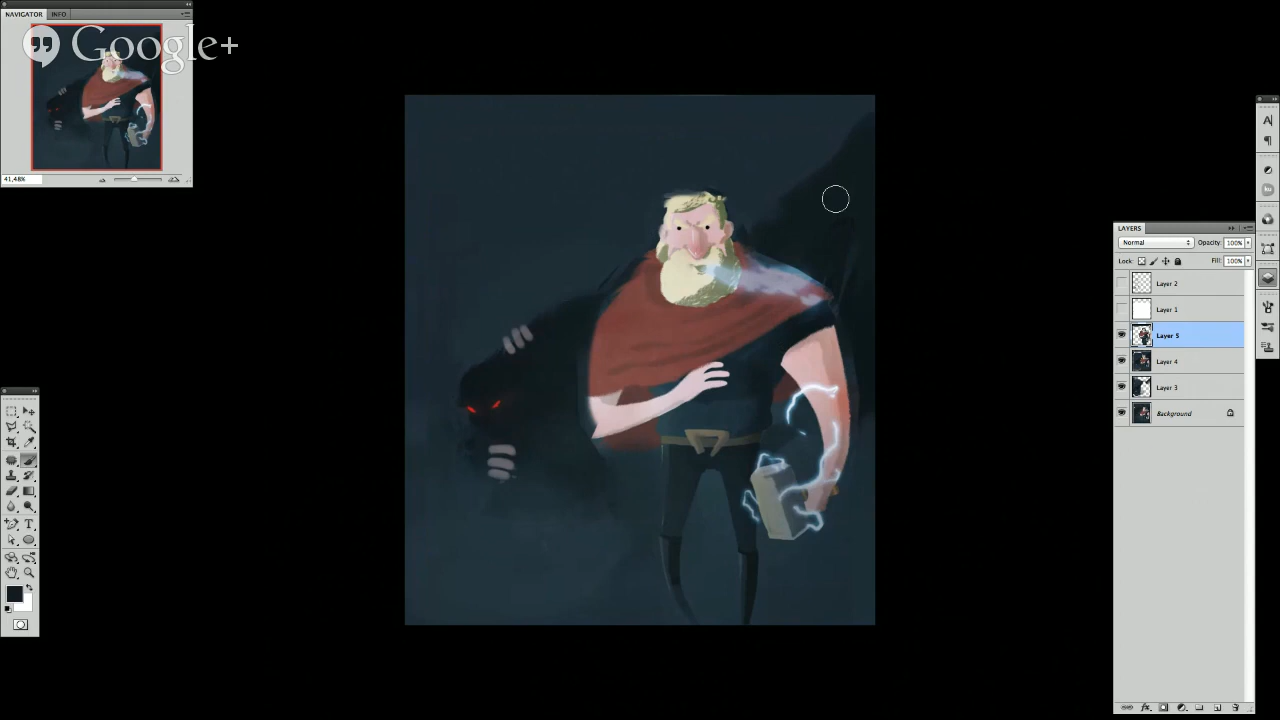 NAVIGATOR INFO
Google+
41,48%
LAYERS
Normal Opacity: 100%
Lock: Fill: 100%
Layer 2
Layer 1
Layer 5
Layer 4
Layer 3
Background